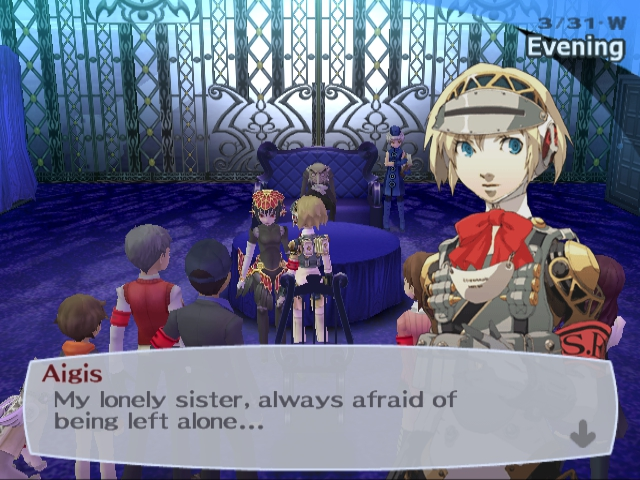 3/31 · W
Evening
S.
Aigis
My lonely sister, always afraid of
being left alone...